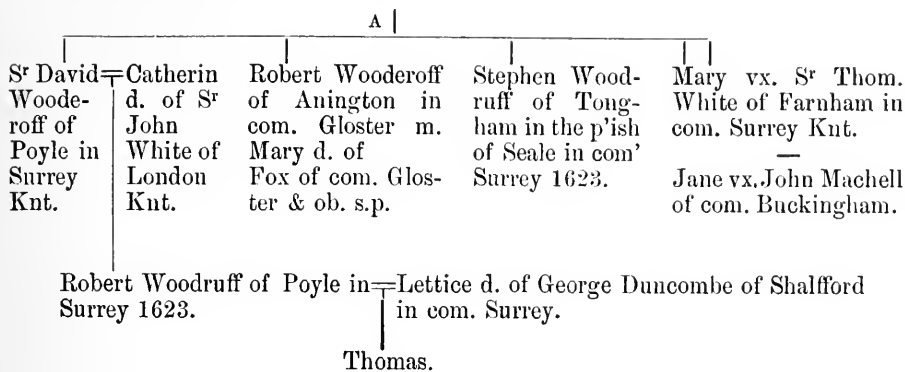 A
Sʳ David
Woode-
roff of
Poyle in
Surrey
Knt.
Catherin
d. of Sʳ
John
White of
London
Knt.
Robert Wooderoff
of Anington in
com. Gloster m.
Mary d. of
Fox of com. Glos-
ter & ob. s.p.
Stephen Wood-
ruff of Tong-
ham in the p'ish
of Seale in com'
Surrey 1623.
Mary vx. Sʳ Thom.
White of Farnham in
com. Surrey Knt.
—
Jane vx. John Machell
of com. Buckingham.
Robert Woodruff of Poyle in
Surrey 1623.
Lettice d. of George Duncombe of Shalfford
in com. Surrey.
Thomas.